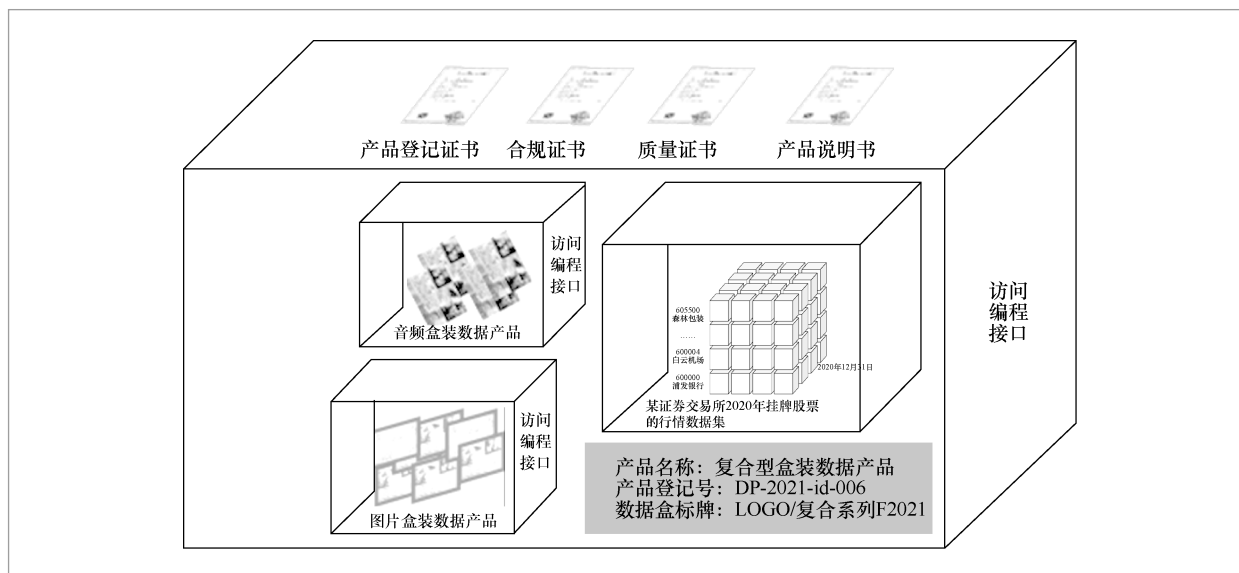 产品登记证书
合规证书
质量证书
产品说明书
访问
编程
接口
音频盒装数据产品
访问
编程
接口
图片盒装数据产品
605500
森林包装
……
600004
白云机场
600000
浦发银行
2020年12月31日
某证券交易所2020年挂牌股票
的行情数据集
访问
编程
接口
产品名称：复合型盒装数据产品
产品登记号：DP-2021-id-006
数据盒标牌：LOGO/复合系列F2021